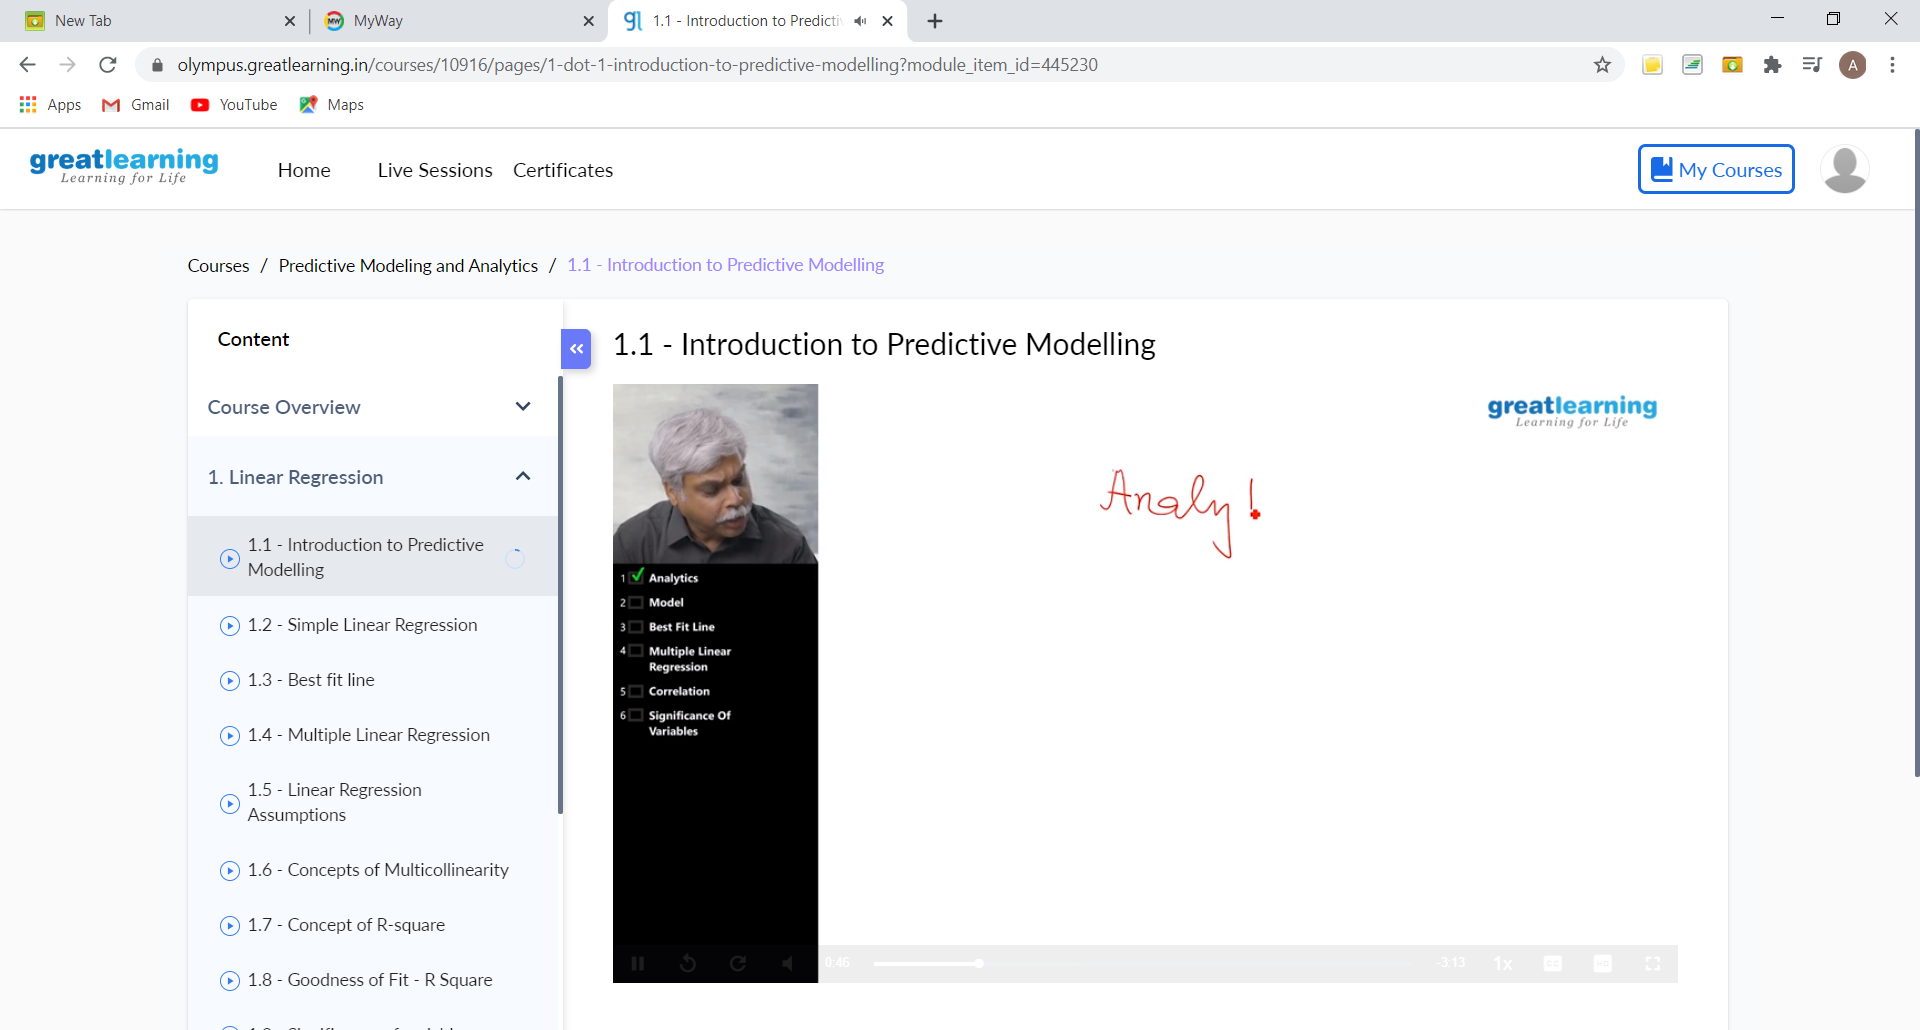 New Tab
MyWay
1.1 - Introduction to Predicti
olympus.greatlearning.in/courses/10916/pages/1-dot-1-introduction-to-predictive-modelling?module_item_id=445230
A
Apps Gmail YouTube Maps
greatlearning
Learning for Life
Home Live Sessions Certificates
My Courses
Courses / Predictive Modeling and Analytics / 1.1 - Introduction to Predictive Modelling
Content
Course Overview
1. Linear Regression
1.1 - Introduction to Predictive
Modelling
1.2 - Simple Linear Regression
1.3 - Best fit line
1.4 - Multiple Linear Regression
1.5 - Linear Regression
Assumptions
1.6 - Concepts of Multicollinearity
1.7 - Concept of R-square
1.8 - Goodness of Fit - R Square
1.1 - Introduction to Predictive Modelling
greatlearning
Learning for Life
Analy
1 Analytics
2 Model
3 Best Fit Line
4 Multiple Linear
Regression
5 Correlation
6 Significance Of
Variables
0:46
-3:13
1x